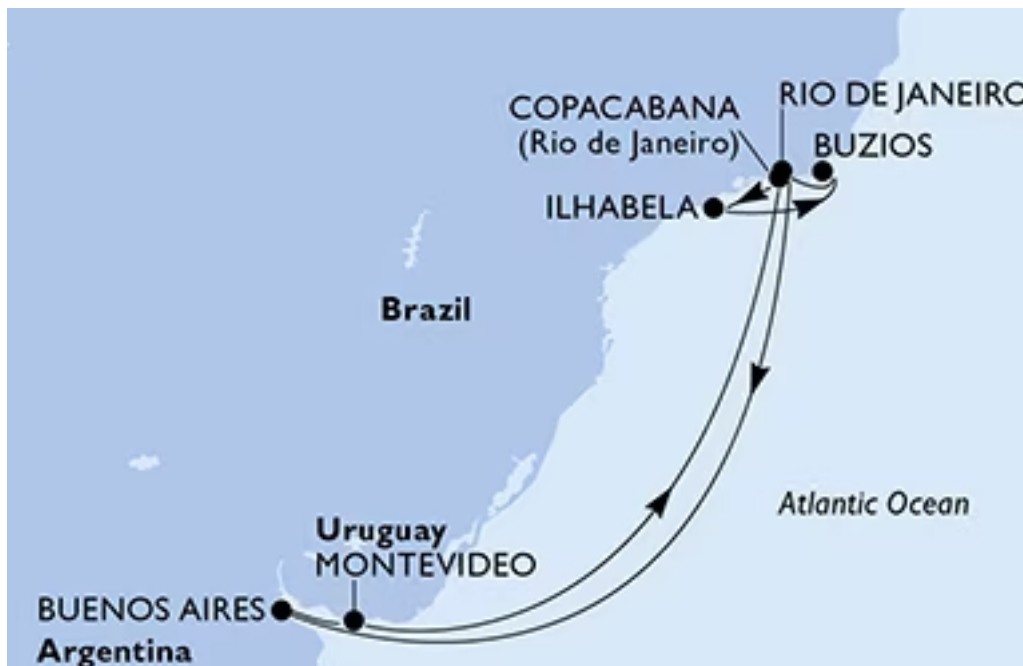 COPACABANA
(Rio de Janeiro)
RIO DE JANEIRO
BUZIOS
ILHABELA
Brazil
Atlantic Ocean
Uruguay
MONTEVIDEO
BUENOS AIRES
Argentina